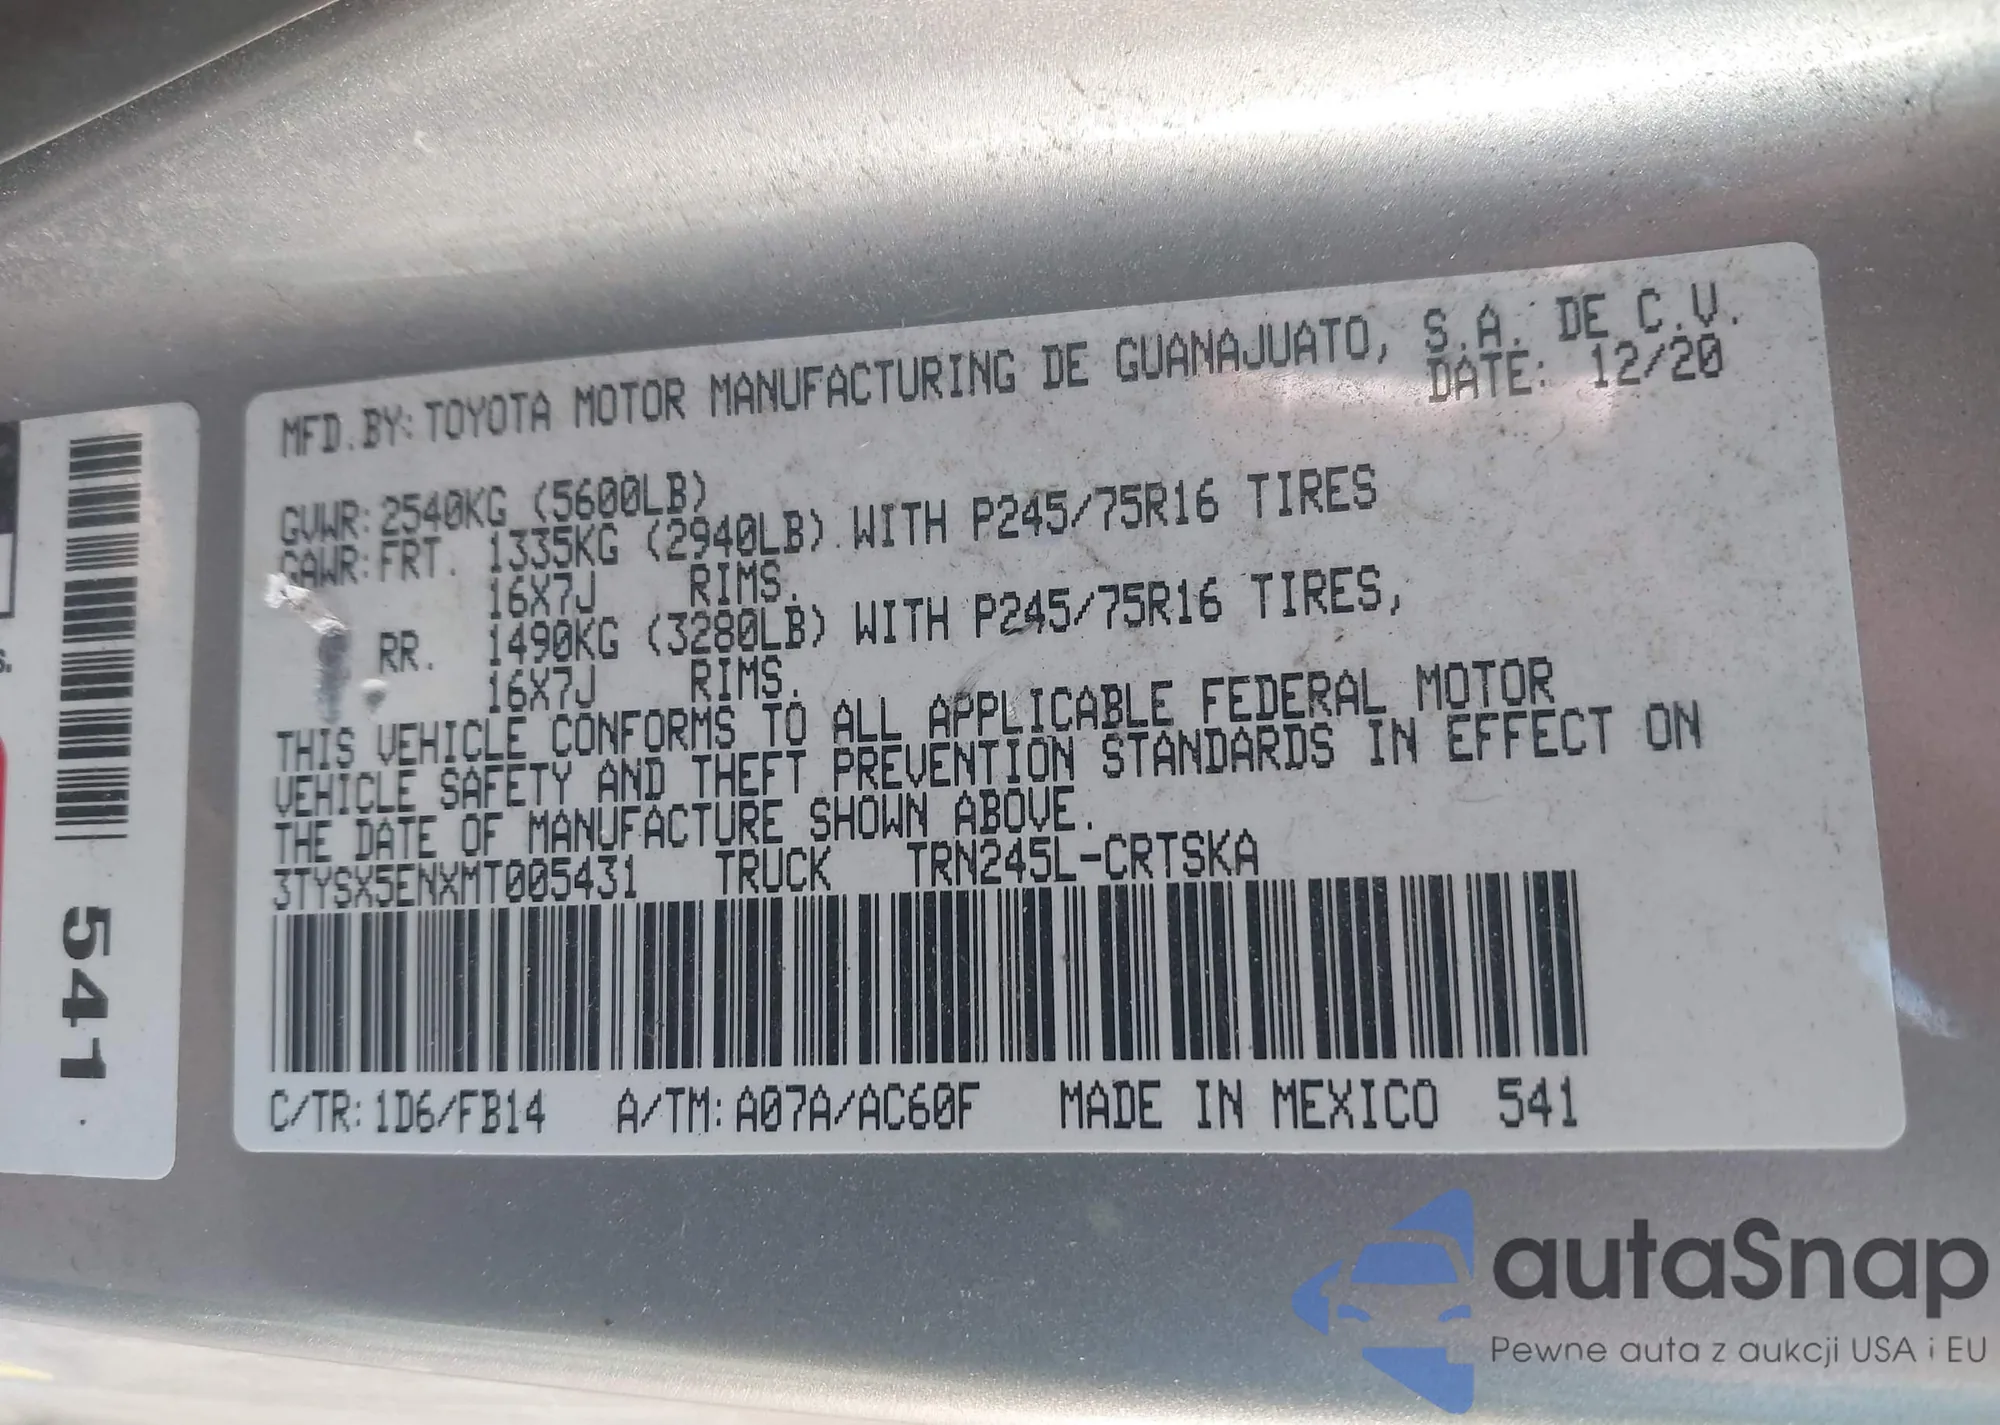 MFD.BY: TOYOTA MOTOR MANUFACTURING DE GUANAJUATO, S.A. DE C.V.
DATE: 12/20
GVWR: 2540KG (5600LB)
GAWR: FRT. 1335KG (2940LB) WITH P245/75R16 TIRES
16X7J RIMS.
RR. 1490KG (3280LB) WITH P245/75R16 TIRES,
16X7J RIMS.
THIS VEHICLE CONFORMS TO ALL APPLICABLE FEDERAL MOTOR
VEHICLE SAFETY AND THEFT PREVENTION STANDARDS IN EFFECT ON
THE DATE OF MANUFACTURE SHOWN ABOVE.
3TYSX5ENXMT005431 TRUCK TRN245L-CRTSKA
C/TR: 1D6/FB14 A/TM: A07A/AC60F MADE IN MEXICO 541
541
autaSnap
Pewne auta z aukcji USA i EU